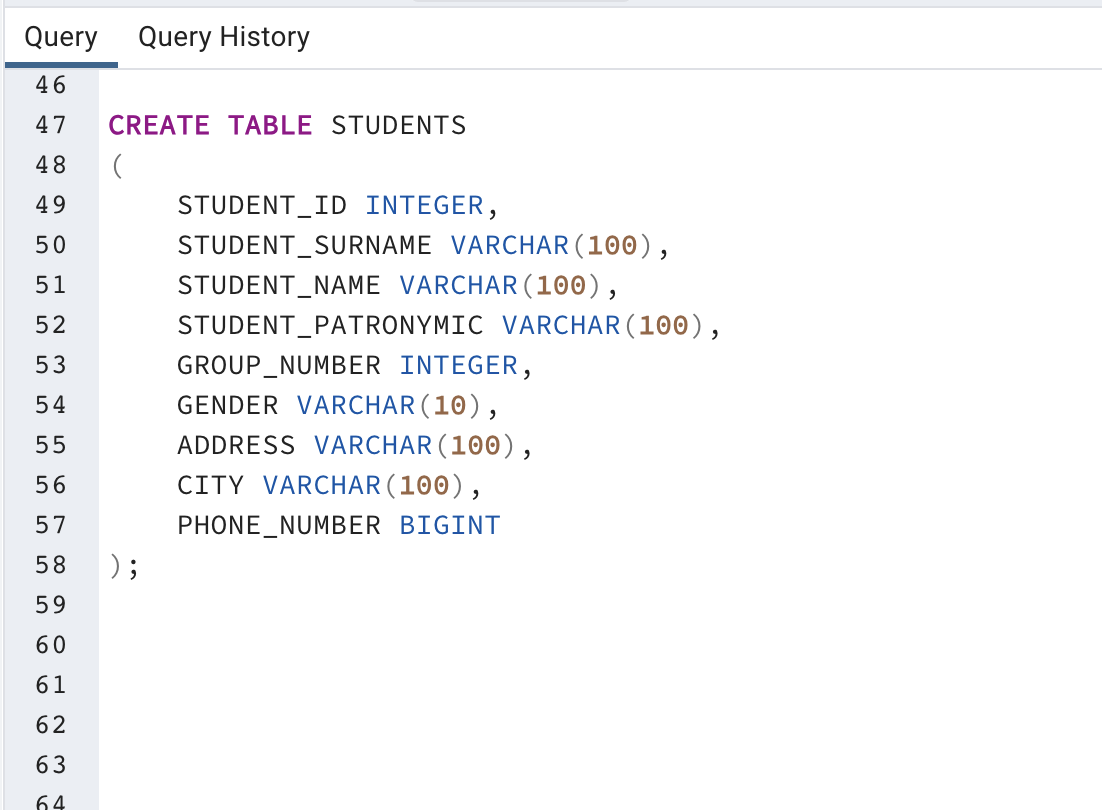 Query Query History
46
47 CREATE TABLE STUDENTS
48 (
49 STUDENT_ID INTEGER,
50 STUDENT_SURNAME VARCHAR(100),
51 STUDENT_NAME VARCHAR(100),
52 STUDENT_PATRONYMIC VARCHAR(100),
53 GROUP_NUMBER INTEGER,
54 GENDER VARCHAR(10),
55 ADDRESS VARCHAR(100),
56 CITY VARCHAR(100),
57 PHONE_NUMBER BIGINT
58 );
59
60
61
62
63
64